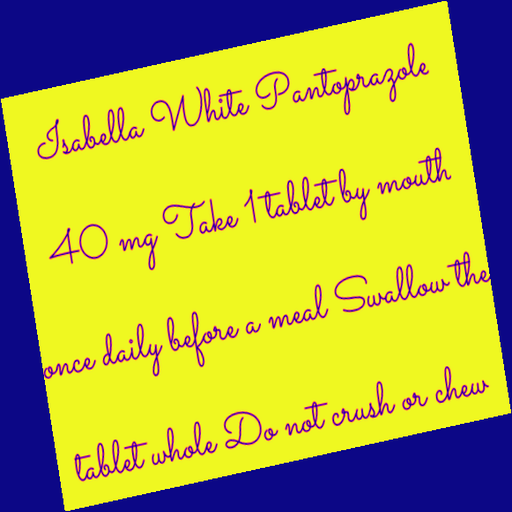 Isabella White Pantoprazole
40 mg Take 1 tablet by mouth
once daily before a meal Swallow the
tablet whole Do not crush or chew